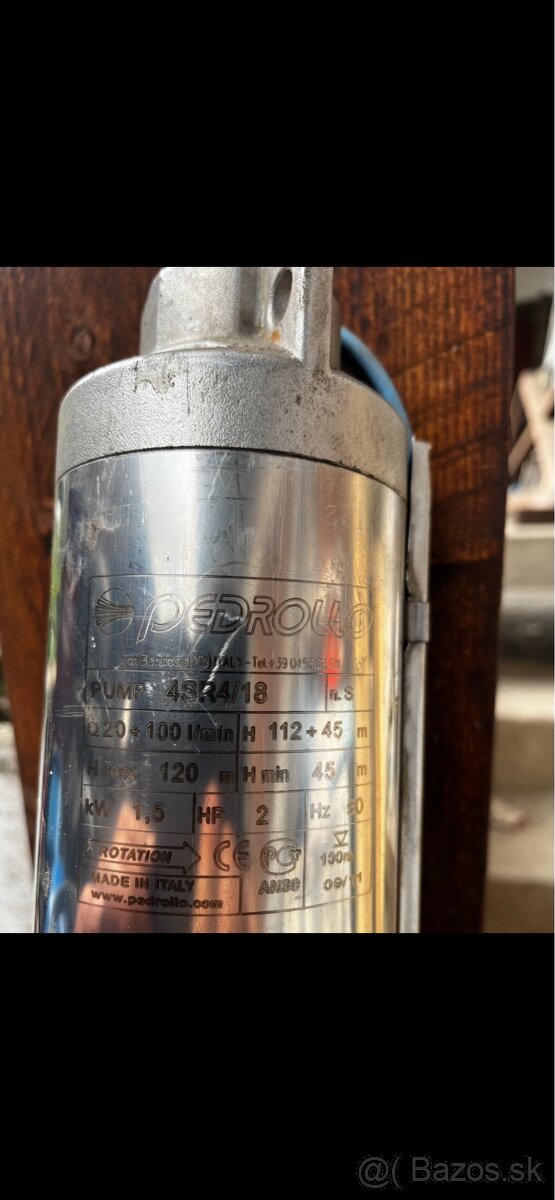 PEDROLLO
PUMP 4SR4/18 n. S
Q 20 ÷ 100 l/min H 112 ÷ 45 m
H max 120 m H min 45 m
kW 1,5 HP 2 Hz 50
ROTATION CE 100m
09/11
MADE IN ITALY
www.pedrollo.com
@( Bazos.sk